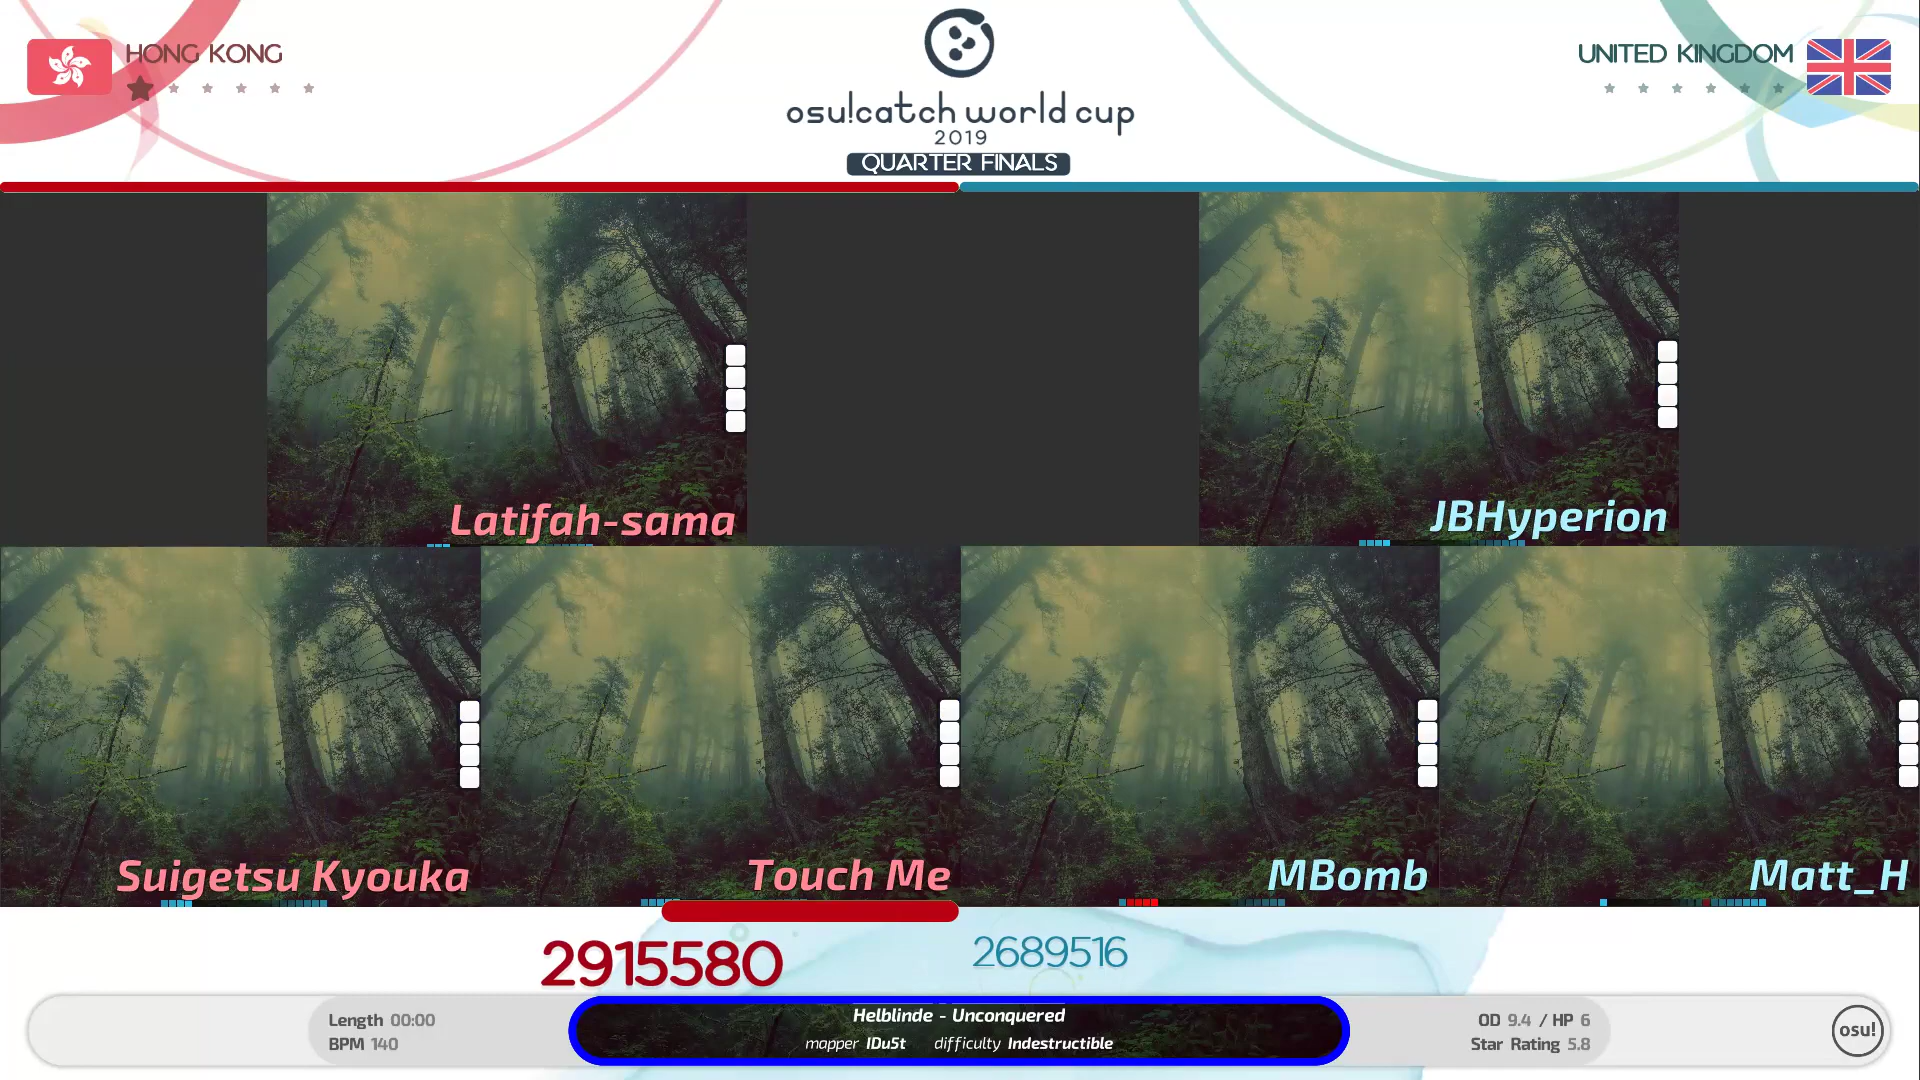 HONG KONG
UNITED KINGDOM
osu!catch world cup
2019
QUARTER FINALS
Latifah-sama
JBHyperion
Suigetsu Kyouka
Touch Me
MBomb
Matt_H
2915580
2689516
Length 00:00
BPM 140
Helblinde - Unconquered
mapper IDu5t difficulty Indestructible
OD 9.4 / HP 6
Star Rating 5.8
osu!